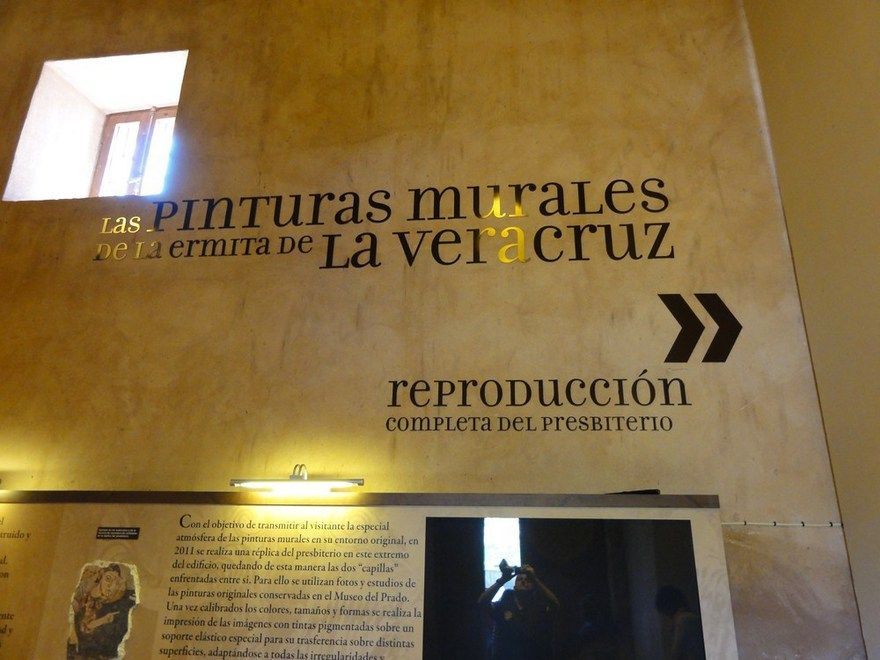 Las Pinturas murales
de la ermita de La Veracruz
reproducción
completa del presbiterio
Con el objetivo de transmitir al visitante la especial
atmósfera de las pinturas murales en su entorno original, en
2011 se realiza una réplica del presbiterio en este extremo
del edificio, quedando de esta manera las dos “capillas”
enfrentadas entre sí. Para ello se utilizan fotos y estudios de
las pinturas originales conservadas en el Museo del Prado.
Una vez calibrados los colores, tamaños y formas se realiza la
impresión de las imágenes con tintas pigmentadas sobre un
soporte elástico especial para su trasferencia sobre distintas
superficies, adaptándose a todas las irregularidades y